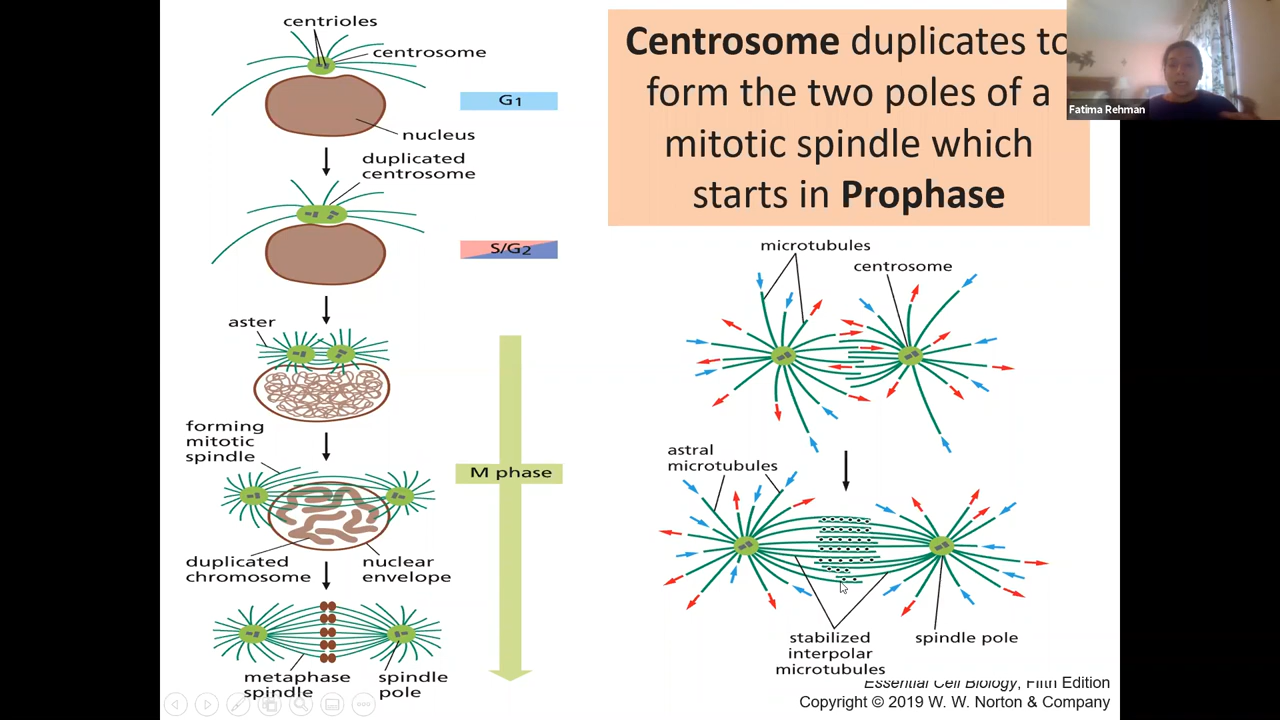 Centrosome duplicates to
form the two poles of a
mitotic spindle which
starts in Prophase
Fatima Rehman
centrioles
centrosome
G1
nucleus
duplicated
centrosome
S/G2
aster
forming
mitotic
spindle
M phase
duplicated
chromosome
nuclear
envelope
metaphase
spindle
spindle
pole
microtubules
centrosome
astral
microtubules
stabilized
interpolar
microtubules
spindle pole
Essential Cell Biology, Fifth Edition
Copyright © 2019 W. W. Norton & Company